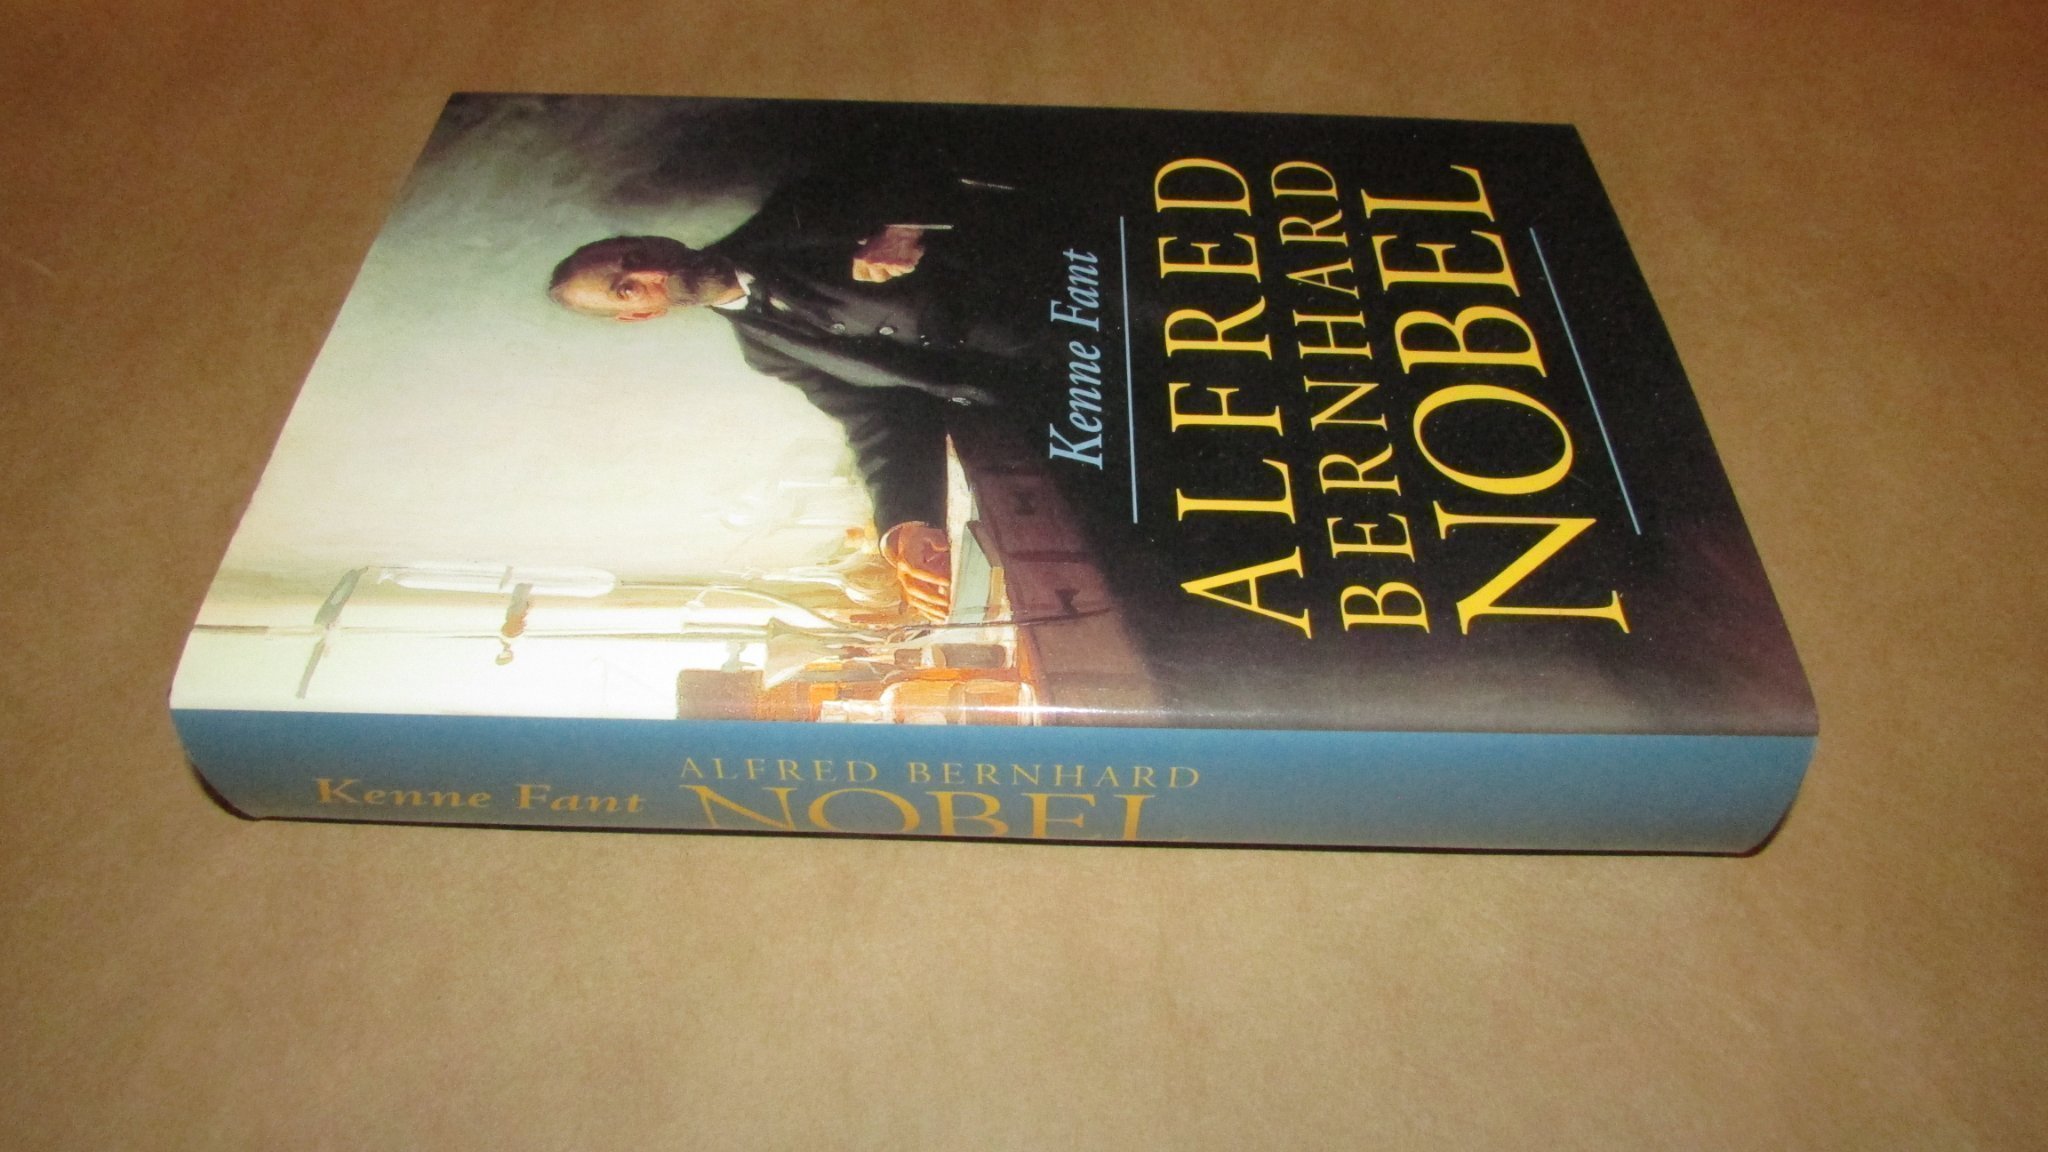 Kenne Fant
ALFRED
BERNHARD
NOBEL
Kenne Fant
ALFRED BERNHARD
NOBEL